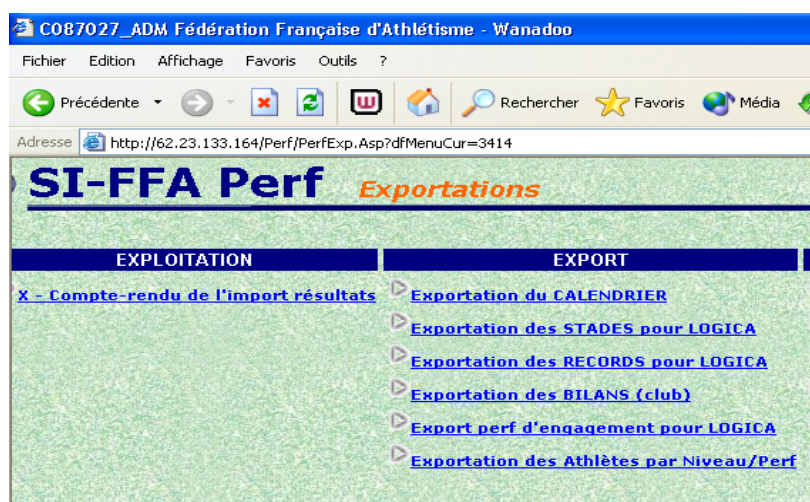 C087027_ADM Fédération Française d'Athlétisme - Wanadoo
Fichier Edition Affichage Favoris Outils ?
Précédente Rechercher Favoris Média
Adresse http://62.23.133.164/Perf/PerfExp.Asp?dfMenuCur=3414
SI-FFA Perf Exportations
EXPLOITATION EXPORT
X - Compte-rendu de l'import résultats Exportation du CALENDRIER
Exportation des STADES pour LOGICA
Exportation des RECORDS pour LOGICA
Exportation des BILANS (club)
Export perf d'engagement pour LOGICA
Exportation des Athlètes par Niveau/Perf